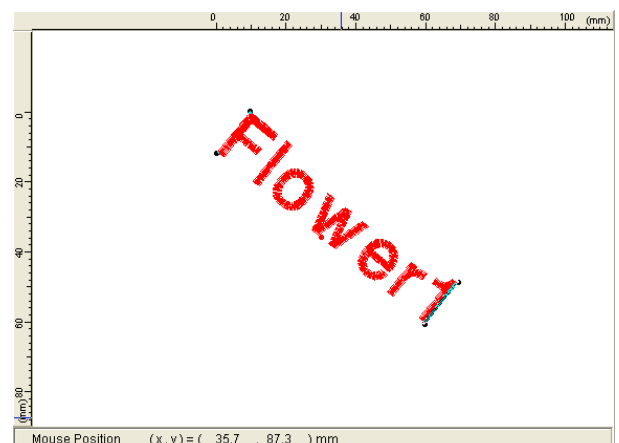 0 20 40 60 80 100 (mm)
0
20
40
60
80
(mm)
Flower1
Mouse Position (x,y) = ( 35.7 , 87.3 ) mm